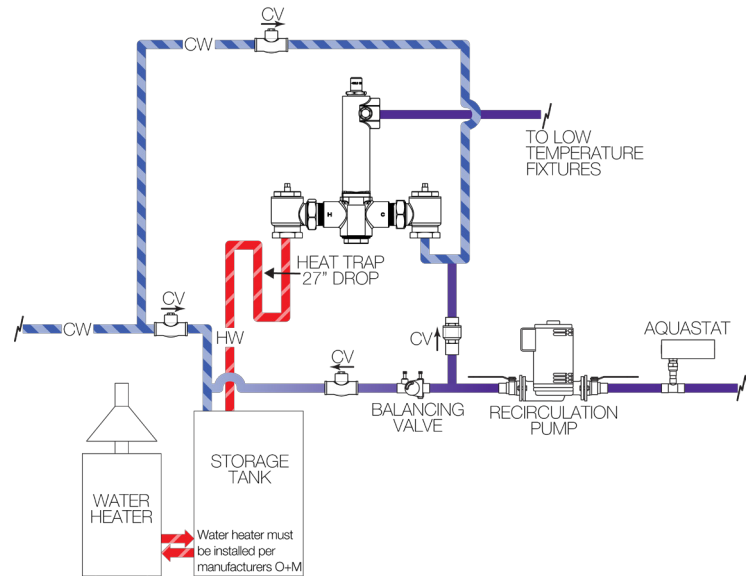 CV
CW
TO LOW
TEMPERATURE
FIXTURES
H
C
HEAT TRAP
27” DROP
CV
CW
HW
CV
CV
AQUASTAT
BALANCING
VALVE
RECIRCULATION
PUMP
STORAGE
TANK
WATER
HEATER
Water heater must
be installed per
manufacturers O+M